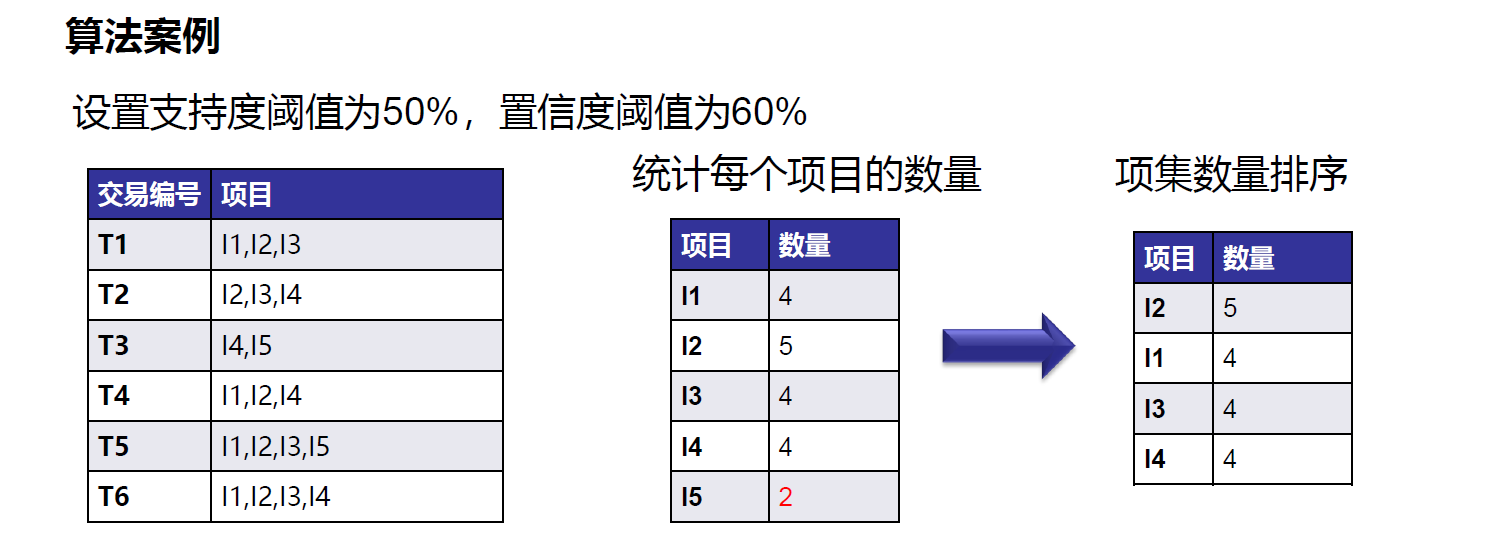 算法案例
设置支持度阈值为50%，置信度阈值为60%
统计每个项目的数量
项集数量排序
交易编号 项目
T1 I1,I2,I3
T2 I2,I3,I4
T3 I4,I5
T4 I1,I2,I4
T5 I1,I2,I3,I5
T6 I1,I2,I3,I4
项目 数量
I1 4
I2 5
I3 4
I4 4
I5 2
项目 数量
I2 5
I1 4
I3 4
I4 4